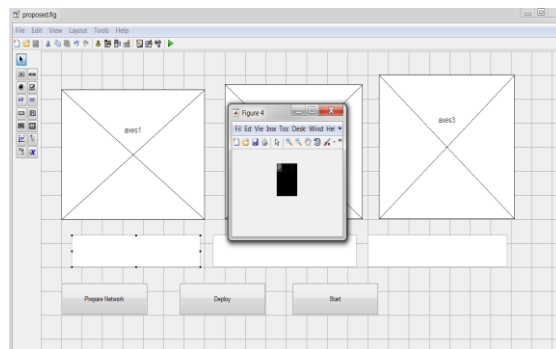 proposed.fig
File Edit View Layout Tools Help
axes1
axes3
Figure 4
Fil Ed Vie Inse Toc Desk Wind Hel
Prepare Network
Deploy
Start